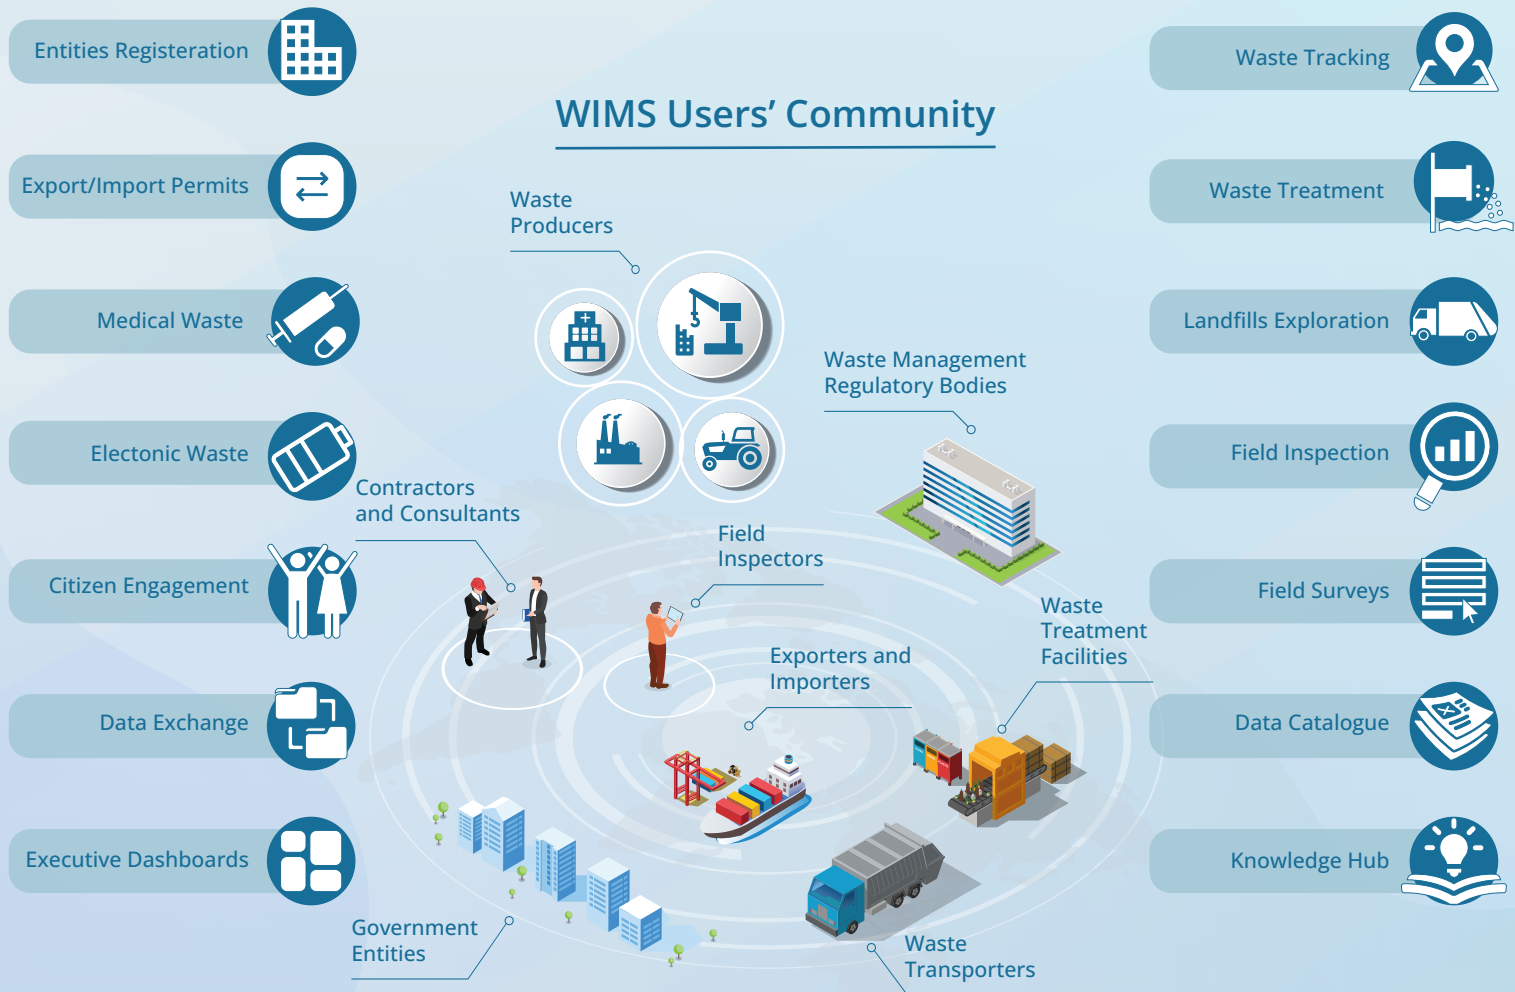 WIMS Users’ Community
Entities Registeration
Export/Import Permits
Medical Waste
Electonic Waste
Citizen Engagement
Data Exchange
Executive Dashboards
Waste
Producers
Waste Management
Regulatory Bodies
Contractors
and Consultants
Field
Inspectors
Exporters and
Importers
Waste
Treatment
Facilities
Government
Entities
Waste
Transporters
Waste Tracking
Waste Treatment
Landfills Exploration
Field Inspection
Field Surveys
Data Catalogue
Knowledge Hub